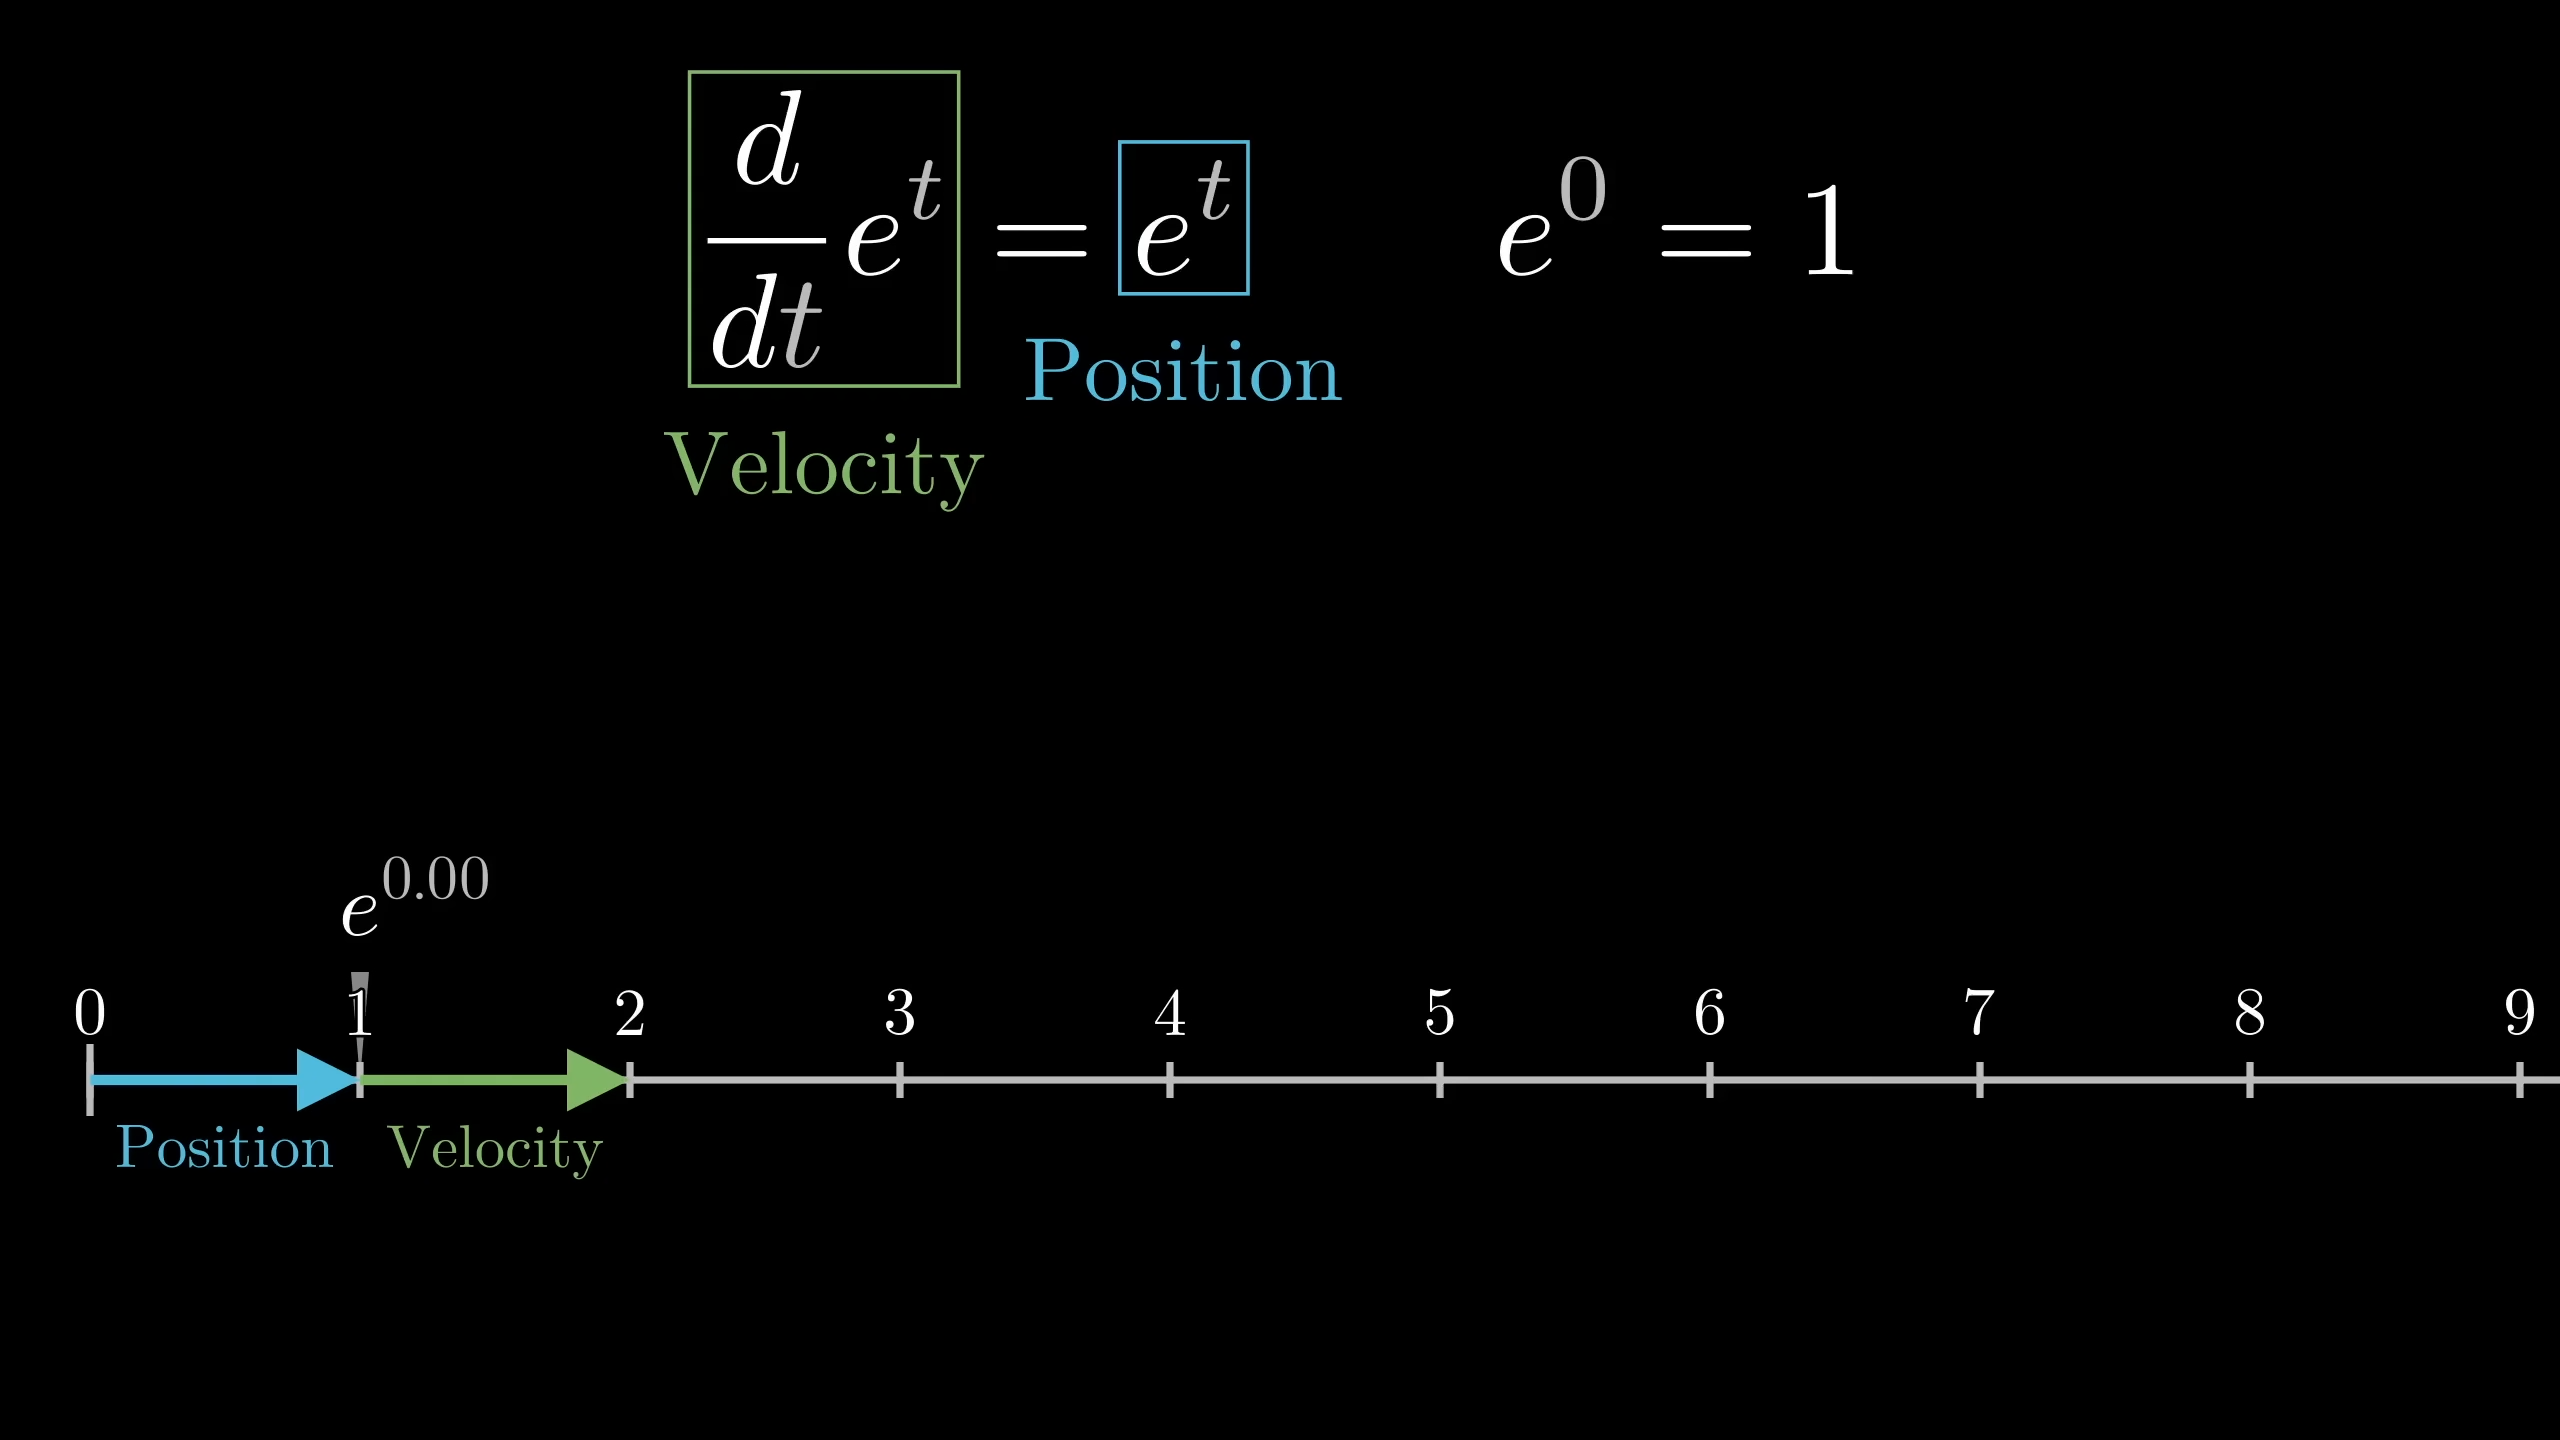 d/dt e^t = e^t
e^0 = 1
Position
Velocity
e^0.00
0 1 2 3 4 5 6 7 8 9
Position Velocity